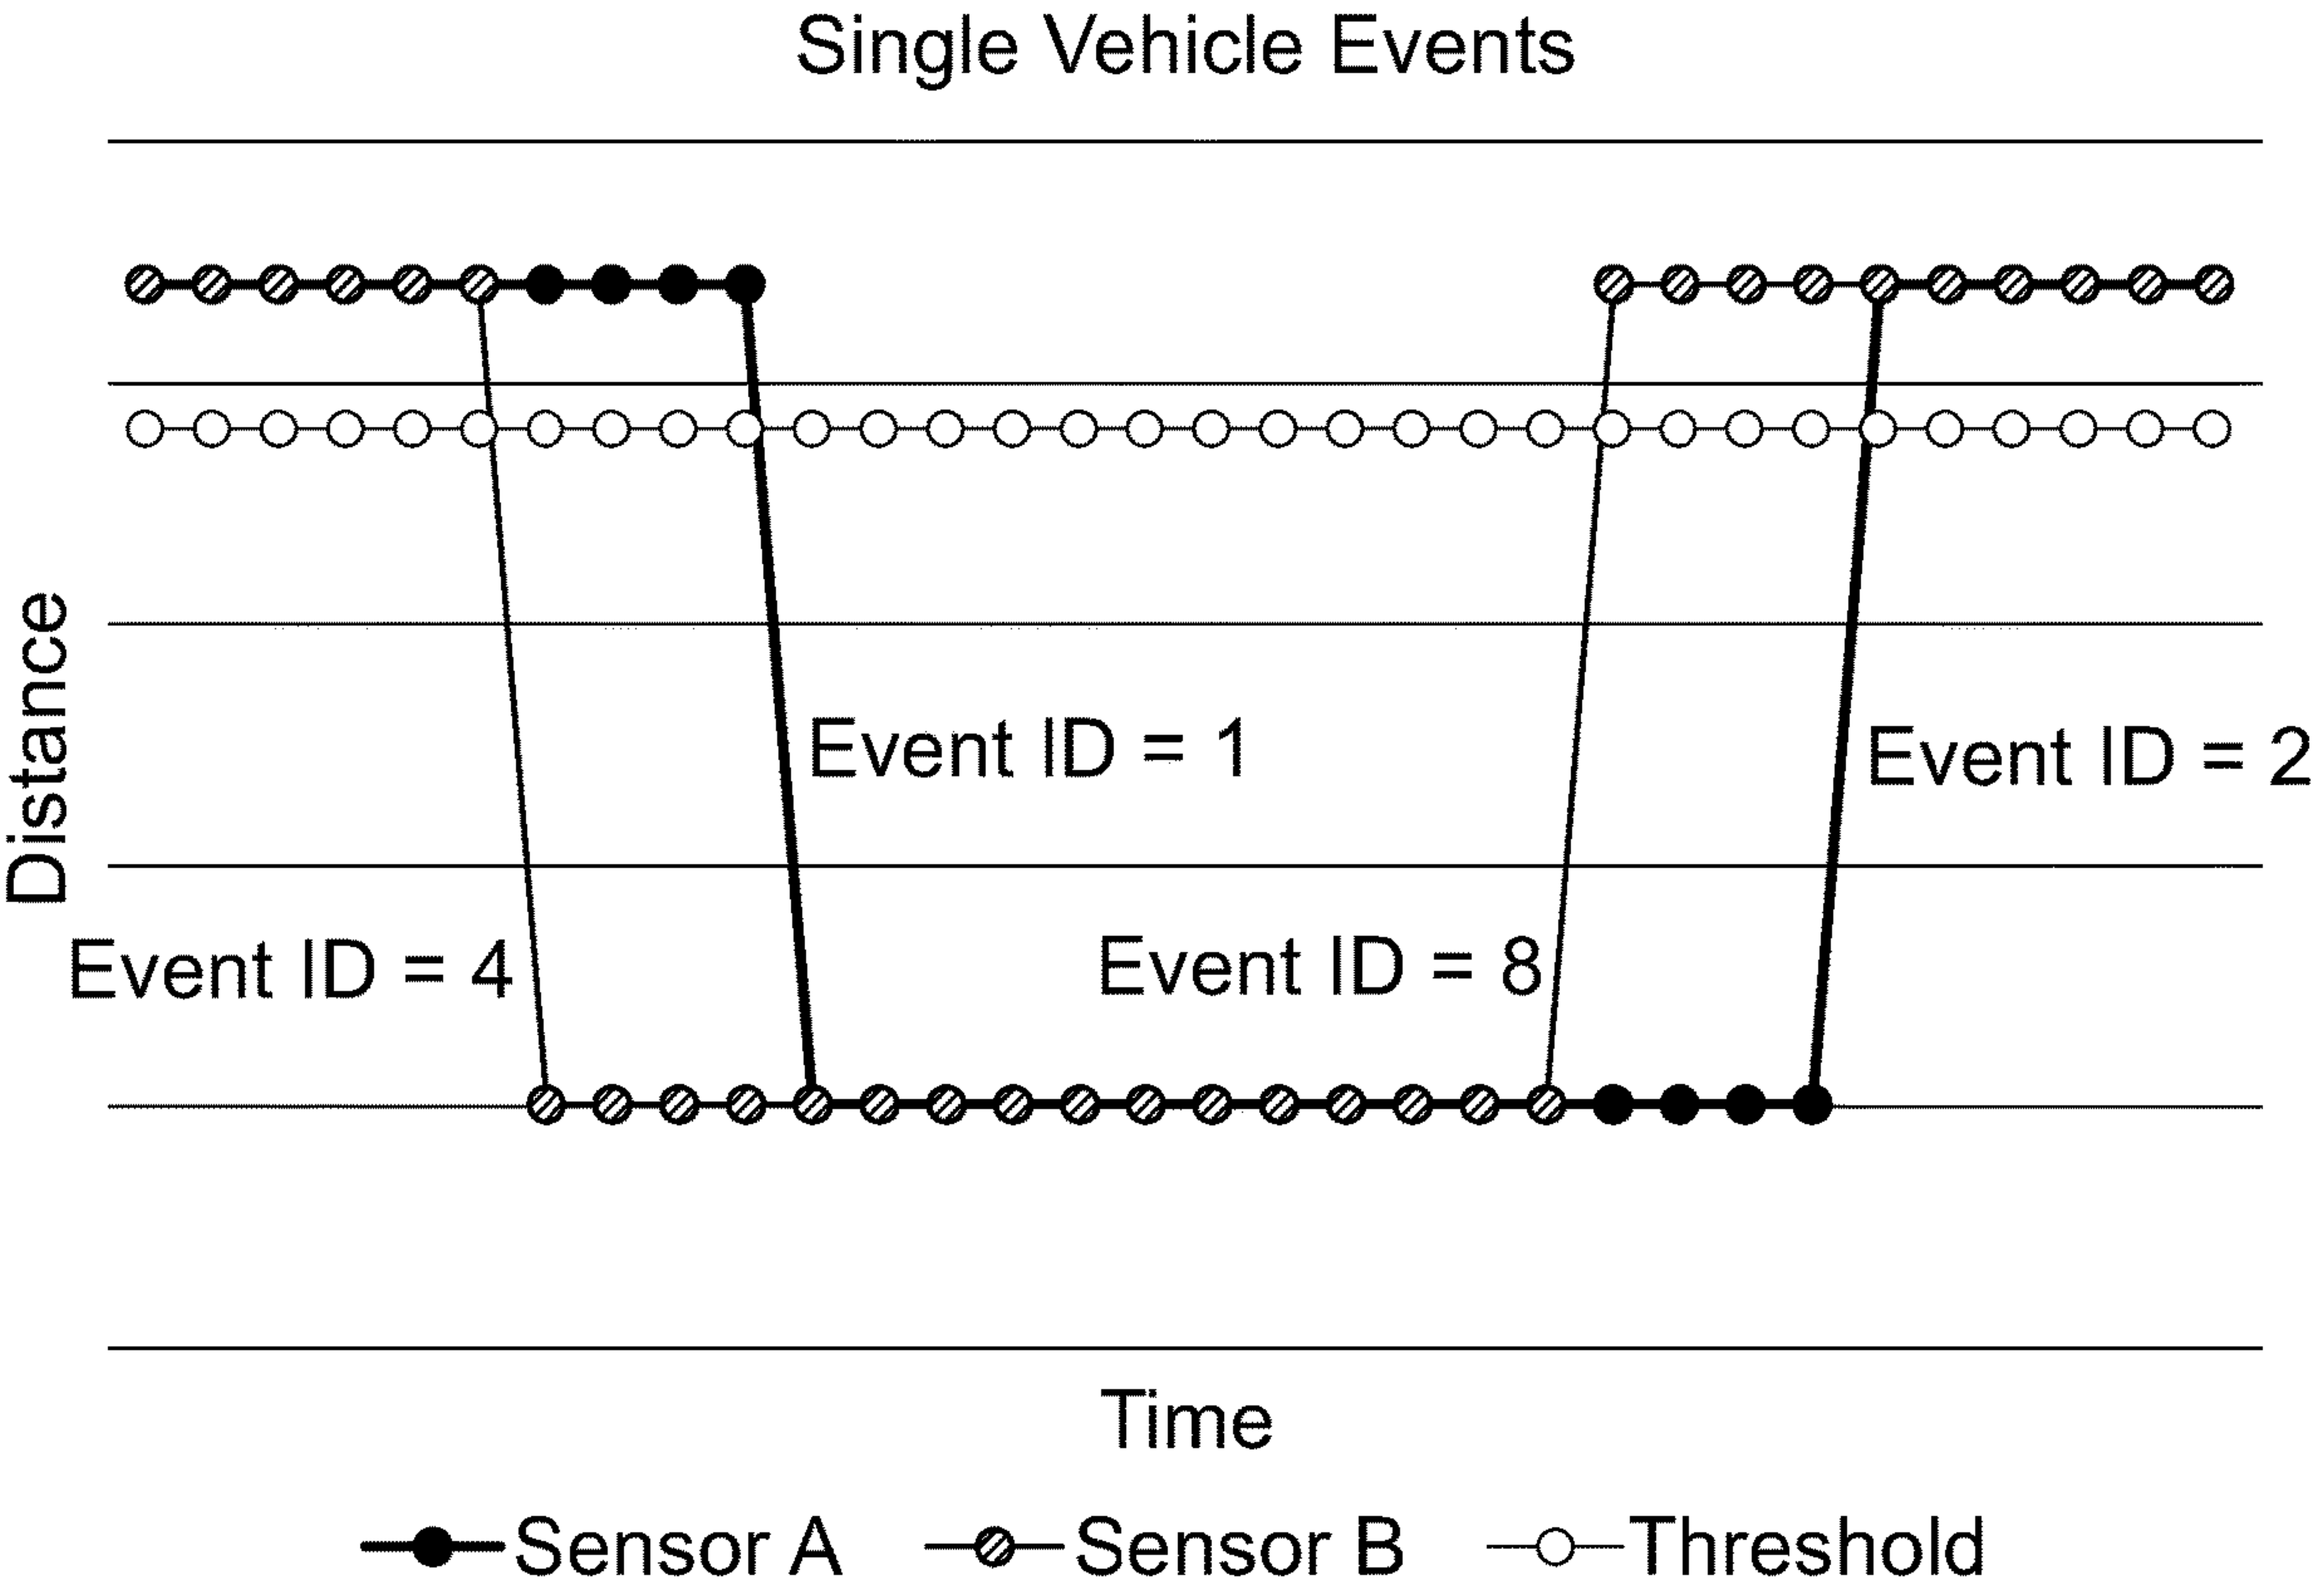 Single Vehicle Events
Distance
Event ID = 1
Event ID = 2
Event ID = 4
Event ID = 8
Time
Sensor A
Sensor B
Threshold